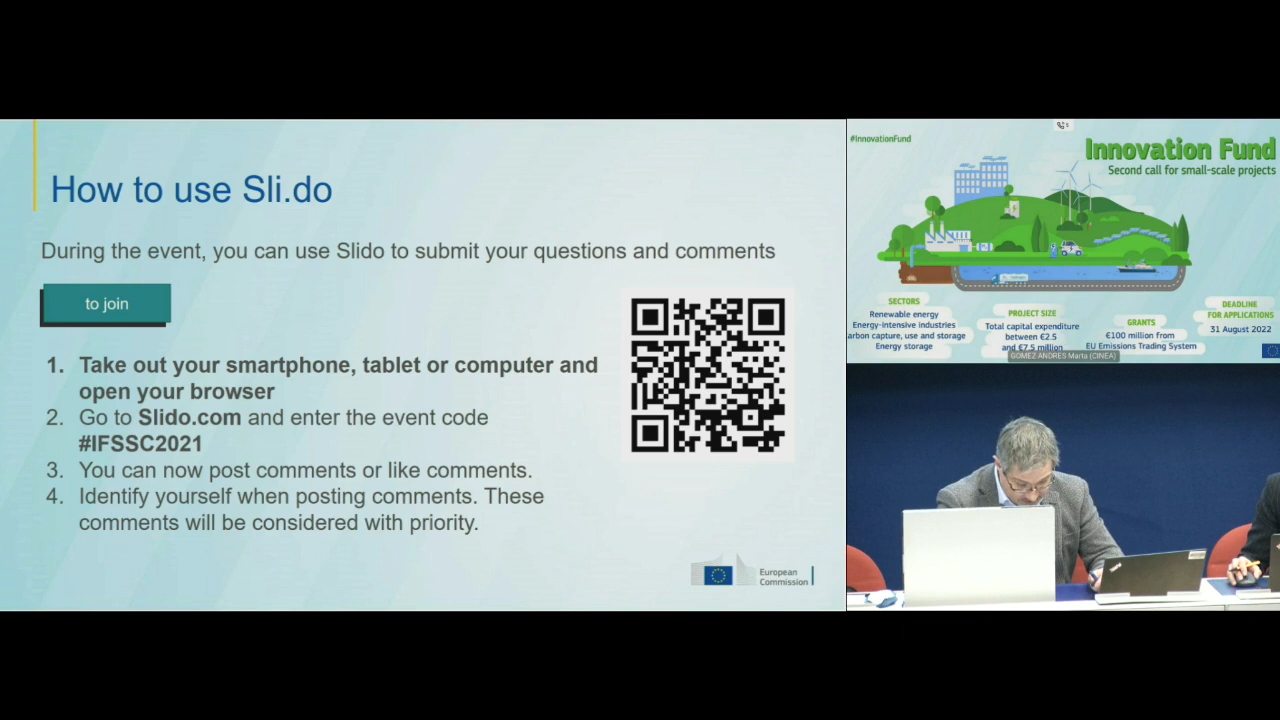 How to use Sli.do
During the event, you can use Slido to submit your questions and comments
to join
1. Take out your smartphone, tablet or computer and
open your browser
2. Go to Slido.com and enter the event code
#IFSSC2021
3. You can now post comments or like comments.
4. Identify yourself when posting comments. These
comments will be considered with priority.
European
Commission
#InnovationFund
Innovation Fund
Second call for small-scale projects
SECTORS
Renewable energy
Energy-intensive industries
arbon capture, use and storage
Energy storage
PROJECT SIZE
Total capital expenditure
between €2.5
and €7.5 million
GRANTS
€100 million from
EU Emissions Trading System
DEADLINE
FOR APPLICATIONS
31 August 2022
GOMEZ ANDRES Marta (CINEA)